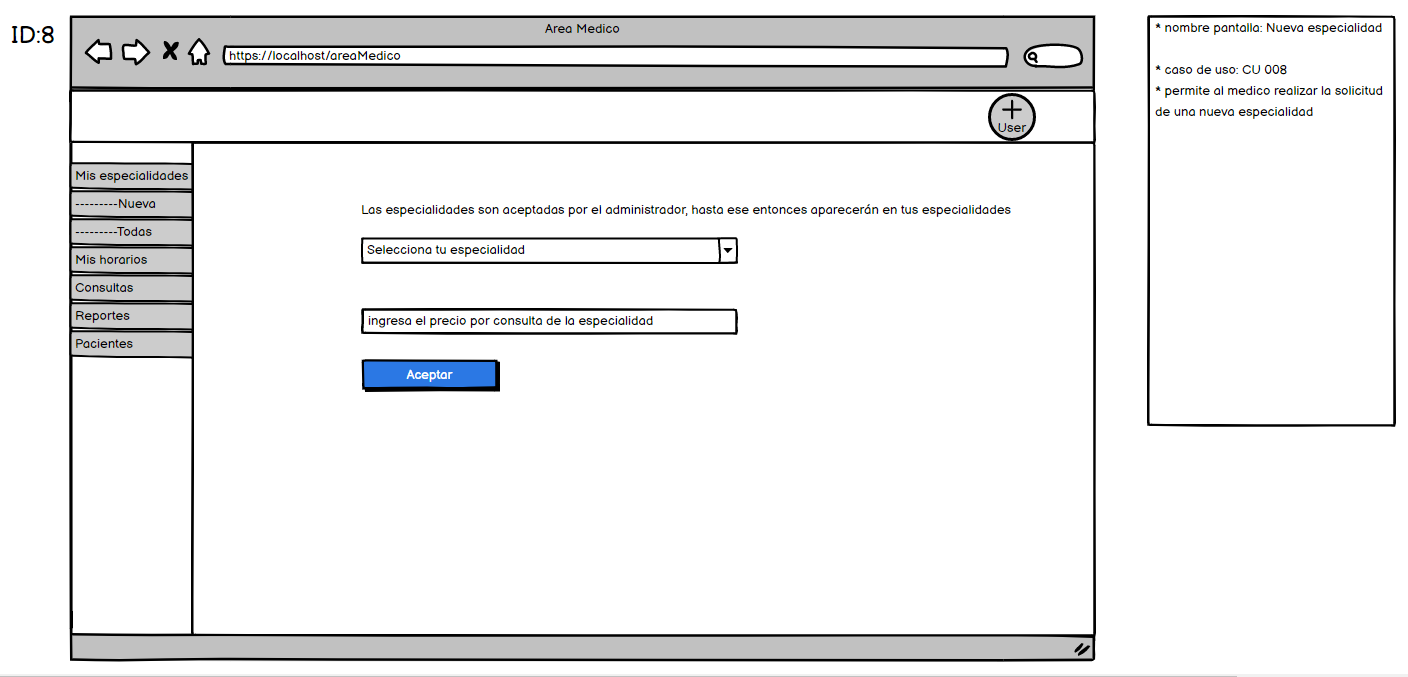 ID:8
Area Medico
https://localhost/areaMedico
User
Mis especialidades
---------Nueva
---------Todas
Mis horarios
Consultas
Reportes
Pacientes
Las especialidades son aceptadas por el administrador, hasta ese entonces aparecerán en tus especialidades
Selecciona tu especialidad
ingresa el precio por consulta de la especialidad
Aceptar
* nombre pantalla: Nueva especialidad
* caso de uso: CU 008
* permite al medico realizar la solicitud
de una nueva especialidad